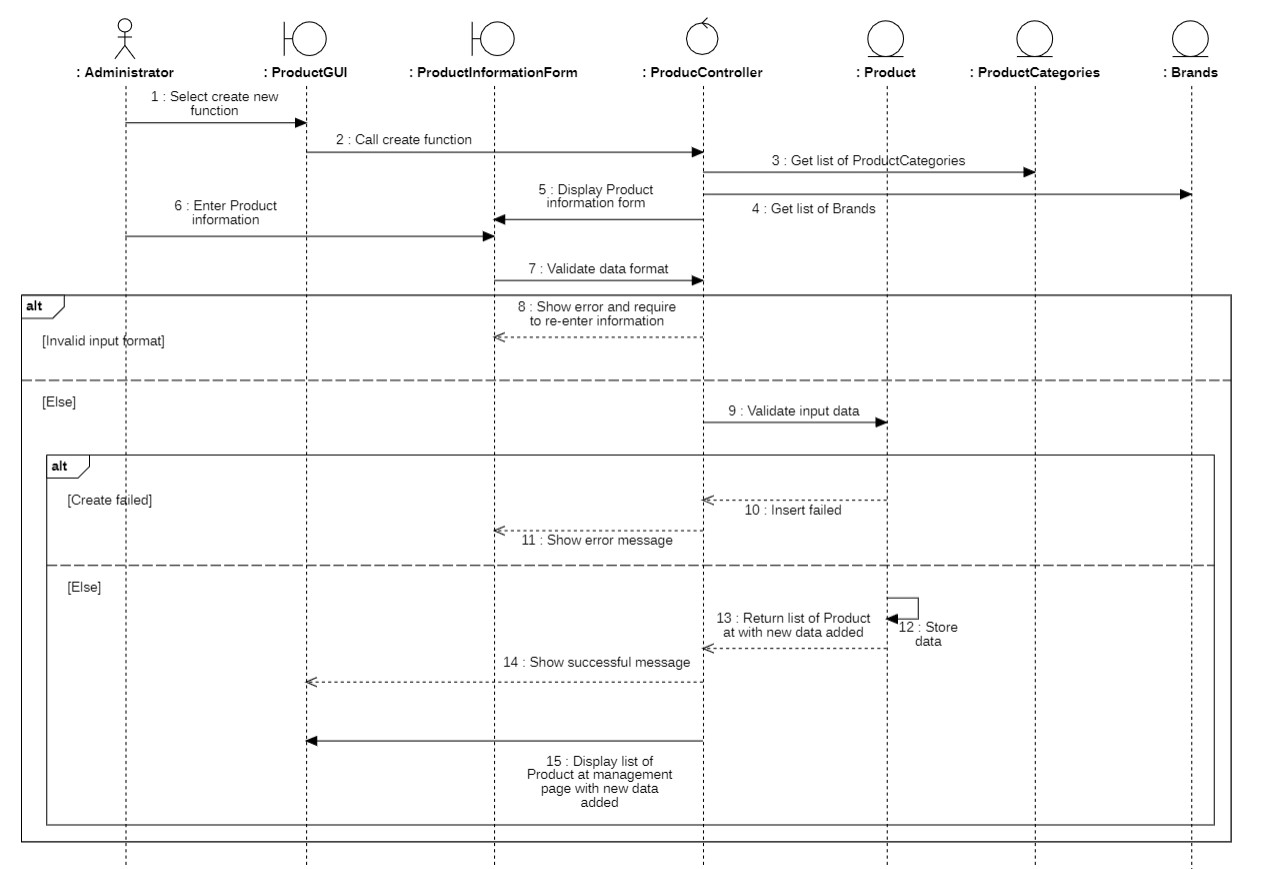 : Administrator
: ProductGUI
: ProductInformationForm
: ProducController
: Product
: ProductCategories
: Brands
1 : Select create new
function
2 : Call create function
3 : Get list of ProductCategories
4 : Get list of Brands
5 : Display Product
information form
6 : Enter Product
information
7 : Validate data format
alt
8 : Show error and require
to re-enter information
[Invalid input format]
[Else]
9 : Validate input data
alt
[Create failed]
10 : Insert failed
11 : Show error message
[Else]
12 : Store
data
13 : Return list of Product
at with new data added
14 : Show successful message
15 : Display list of
Product at management
page with new data
added